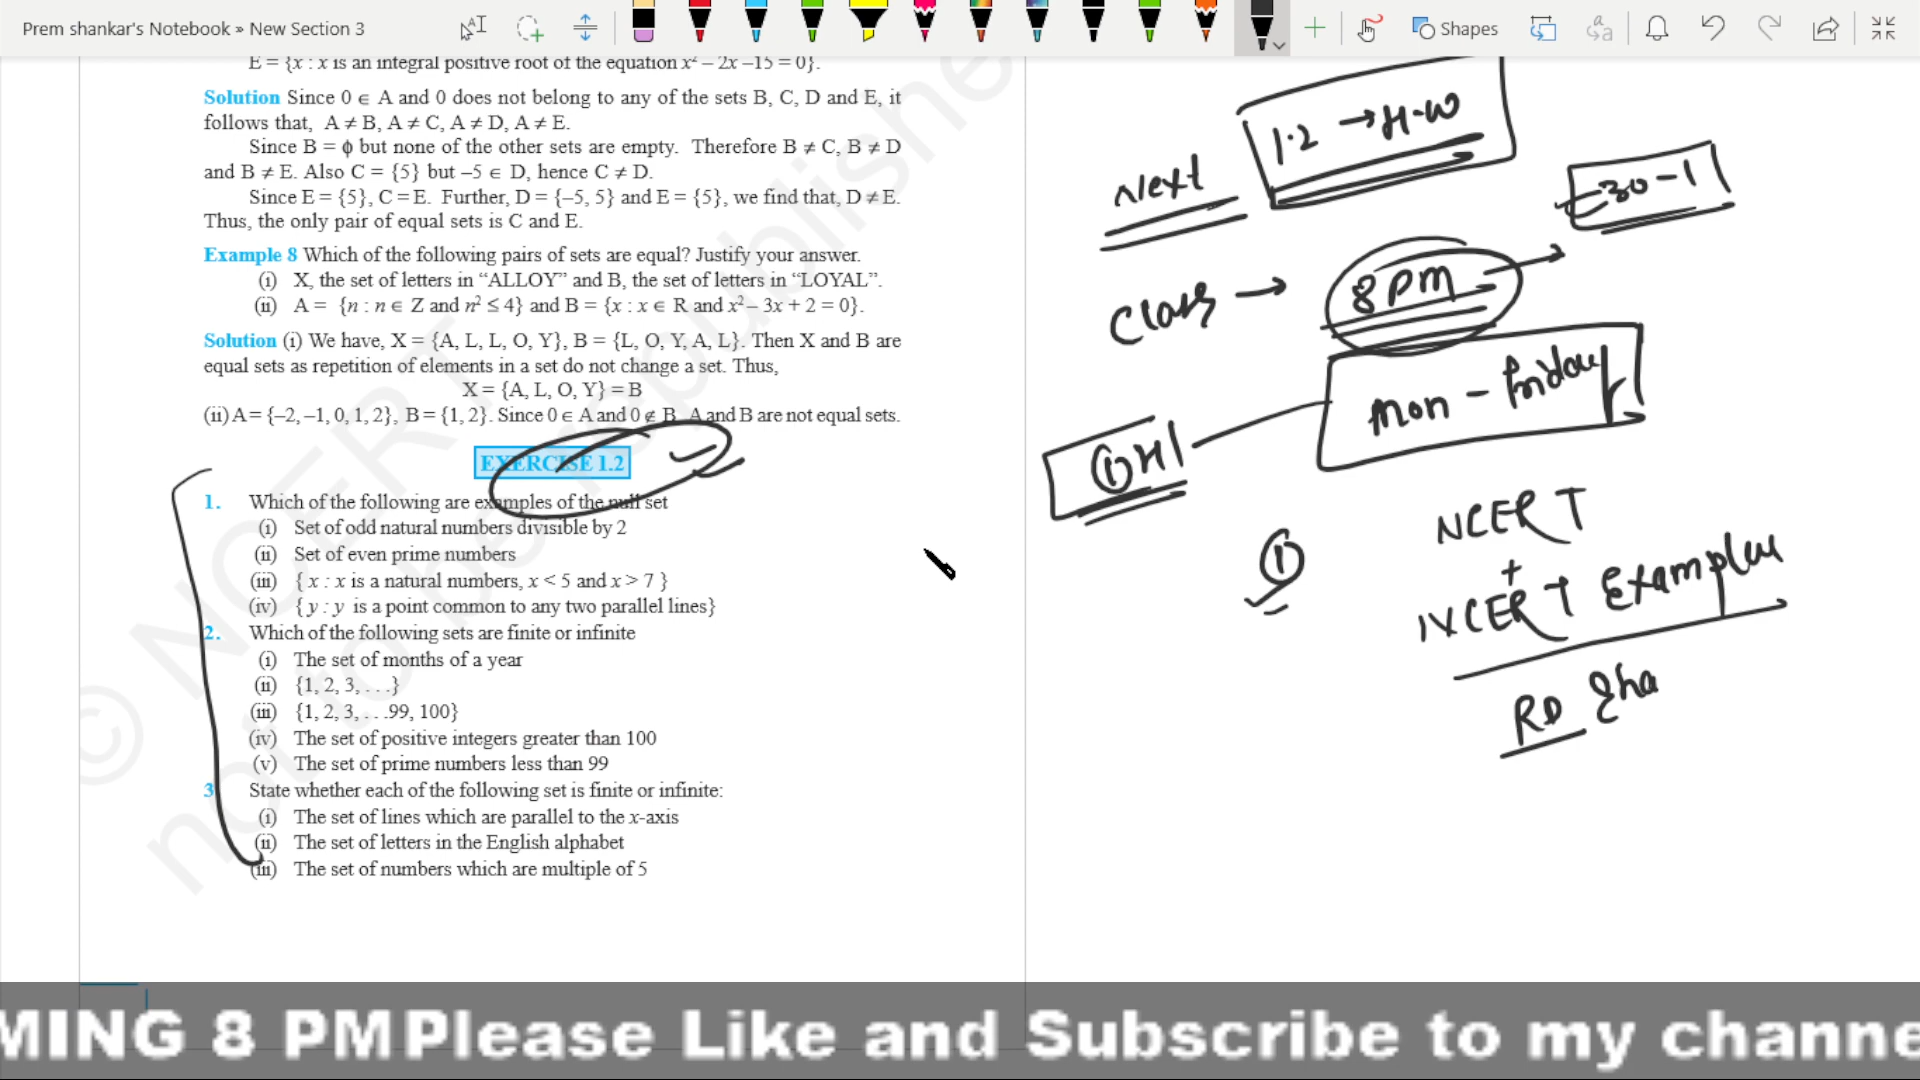 Prem shankar's Notebook » New Section 3
Shapes
E = {x : x is an integral positive root of the equation x² – 2x –15 = 0}.
Solution Since 0 ∈ A and 0 does not belong to any of the sets B, C, D and E, it
follows that, A ≠ B, A ≠ C, A ≠ D, A ≠ E.
Since B = ϕ but none of the other sets are empty. Therefore B ≠ C, B ≠ D
and B ≠ E. Also C = {5} but –5 ∈ D, hence C ≠ D.
Since E = {5}, C = E. Further, D = {–5, 5} and E = {5}, we find that, D ≠ E.
Thus, the only pair of equal sets is C and E.
Example 8 Which of the following pairs of sets are equal? Justify your answer.
(i) X, the set of letters in “ALLOY” and B, the set of letters in “LOYAL”.
(ii) A = {n : n ∈ Z and n² ≤ 4} and B = {x : x ∈ R and x² – 3x + 2 = 0}.
Solution (i) We have, X = {A, L, L, O, Y}, B = {L, O, Y, A, L}. Then X and B are
equal sets as repetition of elements in a set do not change a set. Thus,
X = {A, L, O, Y} = B
(ii) A = {–2, –1, 0, 1, 2}, B = {1, 2}. Since 0 ∈ A and 0 ∉ B, A and B are not equal sets.
EXERCISE 1.2
1. Which of the following are examples of the null set
(i) Set of odd natural numbers divisible by 2
(ii) Set of even prime numbers
(iii) { x : x is a natural numbers, x < 5 and x > 7 }
(iv) { y : y is a point common to any two parallel lines}
2. Which of the following sets are finite or infinite
(i) The set of months of a year
(ii) {1, 2, 3, . . .}
(iii) {1, 2, 3, . . .99, 100}
(iv) The set of positive integers greater than 100
(v) The set of prime numbers less than 99
3 State whether each of the following set is finite or infinite:
(i) The set of lines which are parallel to the x-axis
(ii) The set of letters in the English alphabet
(iii) The set of numbers which are multiple of 5
© NCERT
not to be republished
Next
1.2 → H-W
30-1
Class → 8 PM →
Mon - friday
NCERT
+
NCERT Examplar
RD Sha
MING 8 PM Please Like and Subscribe to my channe